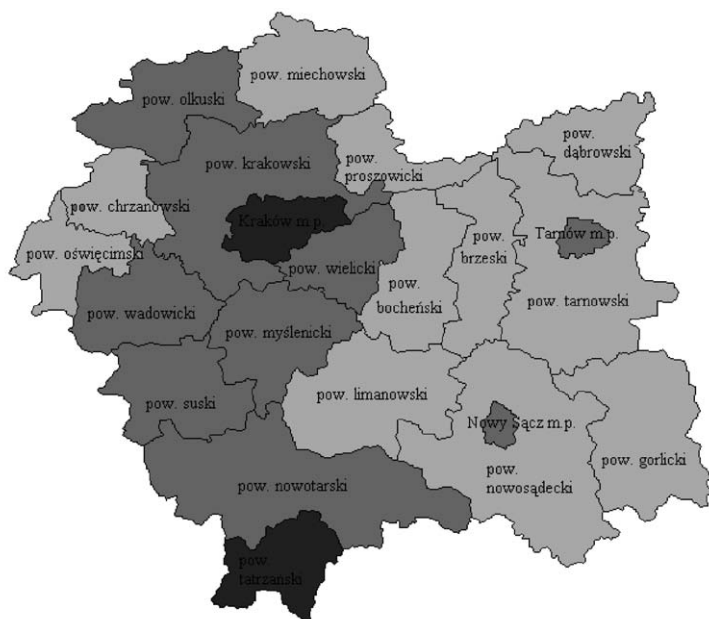 pow. miechowski
pow. olkuski
pow.
dąbrowski
pow. krakowski
pow.
proszowicki
pow. chrzanowski
Kraków m p.
Tarnów m.p.
pow. oświęcimski
pow. wielicki
pow.
brzeski
pow.
bocheński
pow. tarnowski
pow. wadowicki
pow. myślenicki
pow. suski
pow. limanowski
Nowy Sącz m.p.
pow. gorlicki
pow. nowotarski
pow.
nowosądecki
pow.
tatrzański